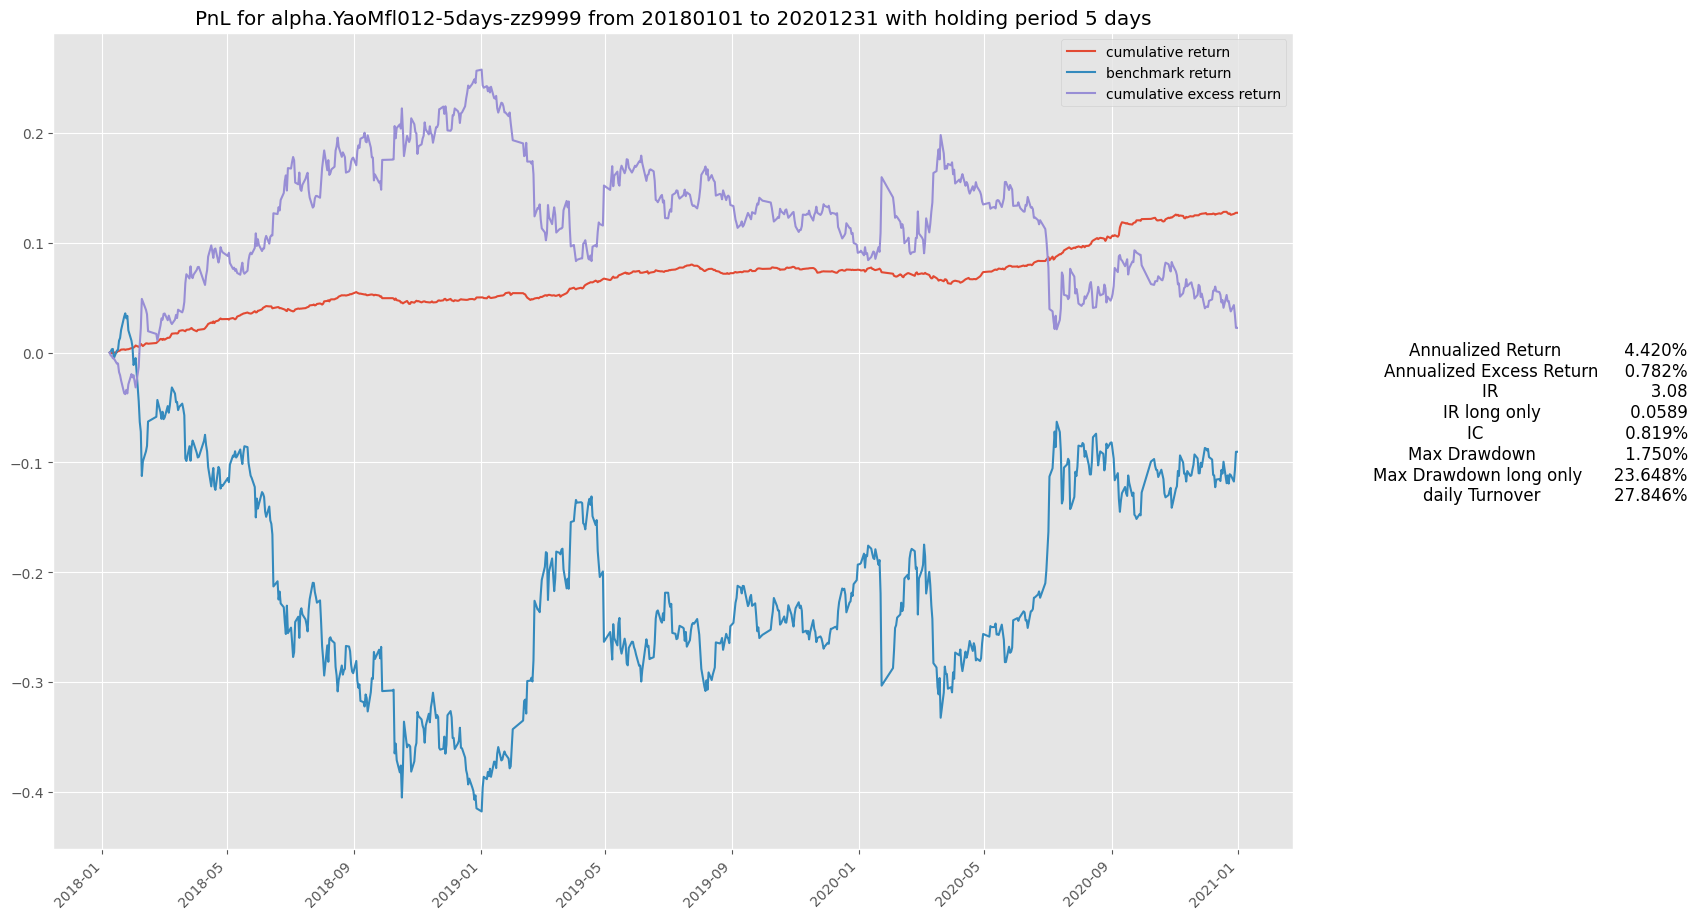 PnL for alpha.YaoMfl012-5days-zz9999 from 20180101 to 20201231 with holding period 5 days
cumulative return
benchmark return
cumulative excess return
0.2
0.1
0.0
−0.1
−0.2
−0.3
−0.4
2018-01
2018-05
2018-09
2019-01
2019-05
2019-09
2020-01
2020-05
2020-09
2021-01
Annualized Return 4.420%
Annualized Excess Return 0.782%
IR 3.08
IR long only 0.0589
IC 0.819%
Max Drawdown 1.750%
Max Drawdown long only 23.648%
daily Turnover 27.846%